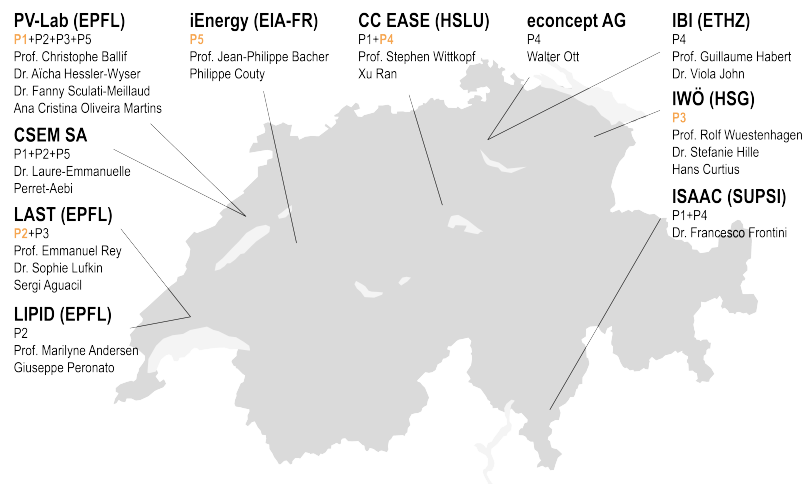 PV-Lab (EPFL)
P1+P2+P3+P5
Prof. Christophe Ballif
Dr. Aïcha Hessler-Wyser
Dr. Fanny Sculati-Meillaud
Ana Cristina Oliveira Martins
CSEM SA
P1+P2+P5
Dr. Laure-Emmanuelle
Perret-Aebi
LAST (EPFL)
P2+P3
Prof. Emmanuel Rey
Dr. Sophie Lufkin
Sergi Aguacil
LIPID (EPFL)
P2
Prof. Marilyne Andersen
Giuseppe Peronato
iEnergy (EIA-FR)
P5
Prof. Jean-Philippe Bacher
Philippe Couty
CC EASE (HSLU)
P1+P4
Prof. Stephen Wittkopf
Xu Ran
econcept AG
P4
Walter Ott
IBI (ETHZ)
P4
Prof. Guillaume Habert
Dr. Viola John
IWÖ (HSG)
P3
Prof. Rolf Wuestenhagen
Dr. Stefanie Hille
Hans Curtius
ISAAC (SUPSI)
P1+P4
Dr. Francesco Frontini